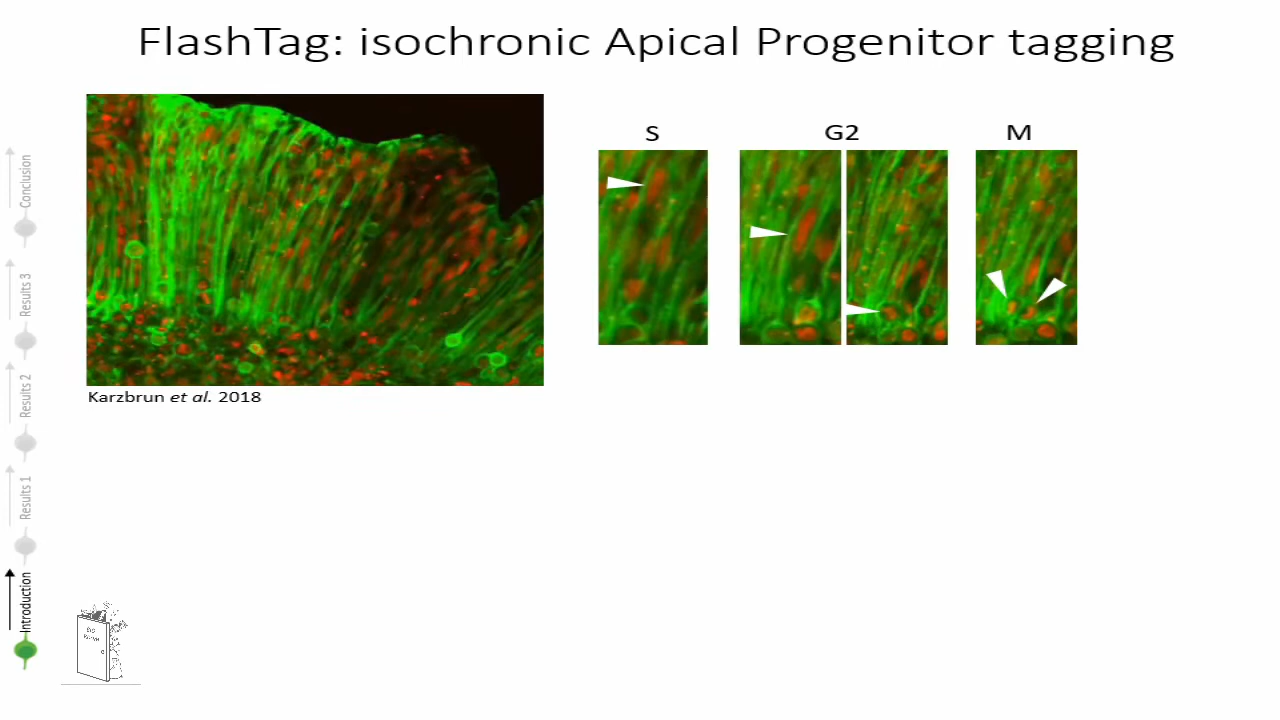 FlashTag: isochronic Apical Progenitor tagging
S
G2
M
Karzbrun et al. 2018
Conclusion
Results 3
Results 2
Results 1
Introduction